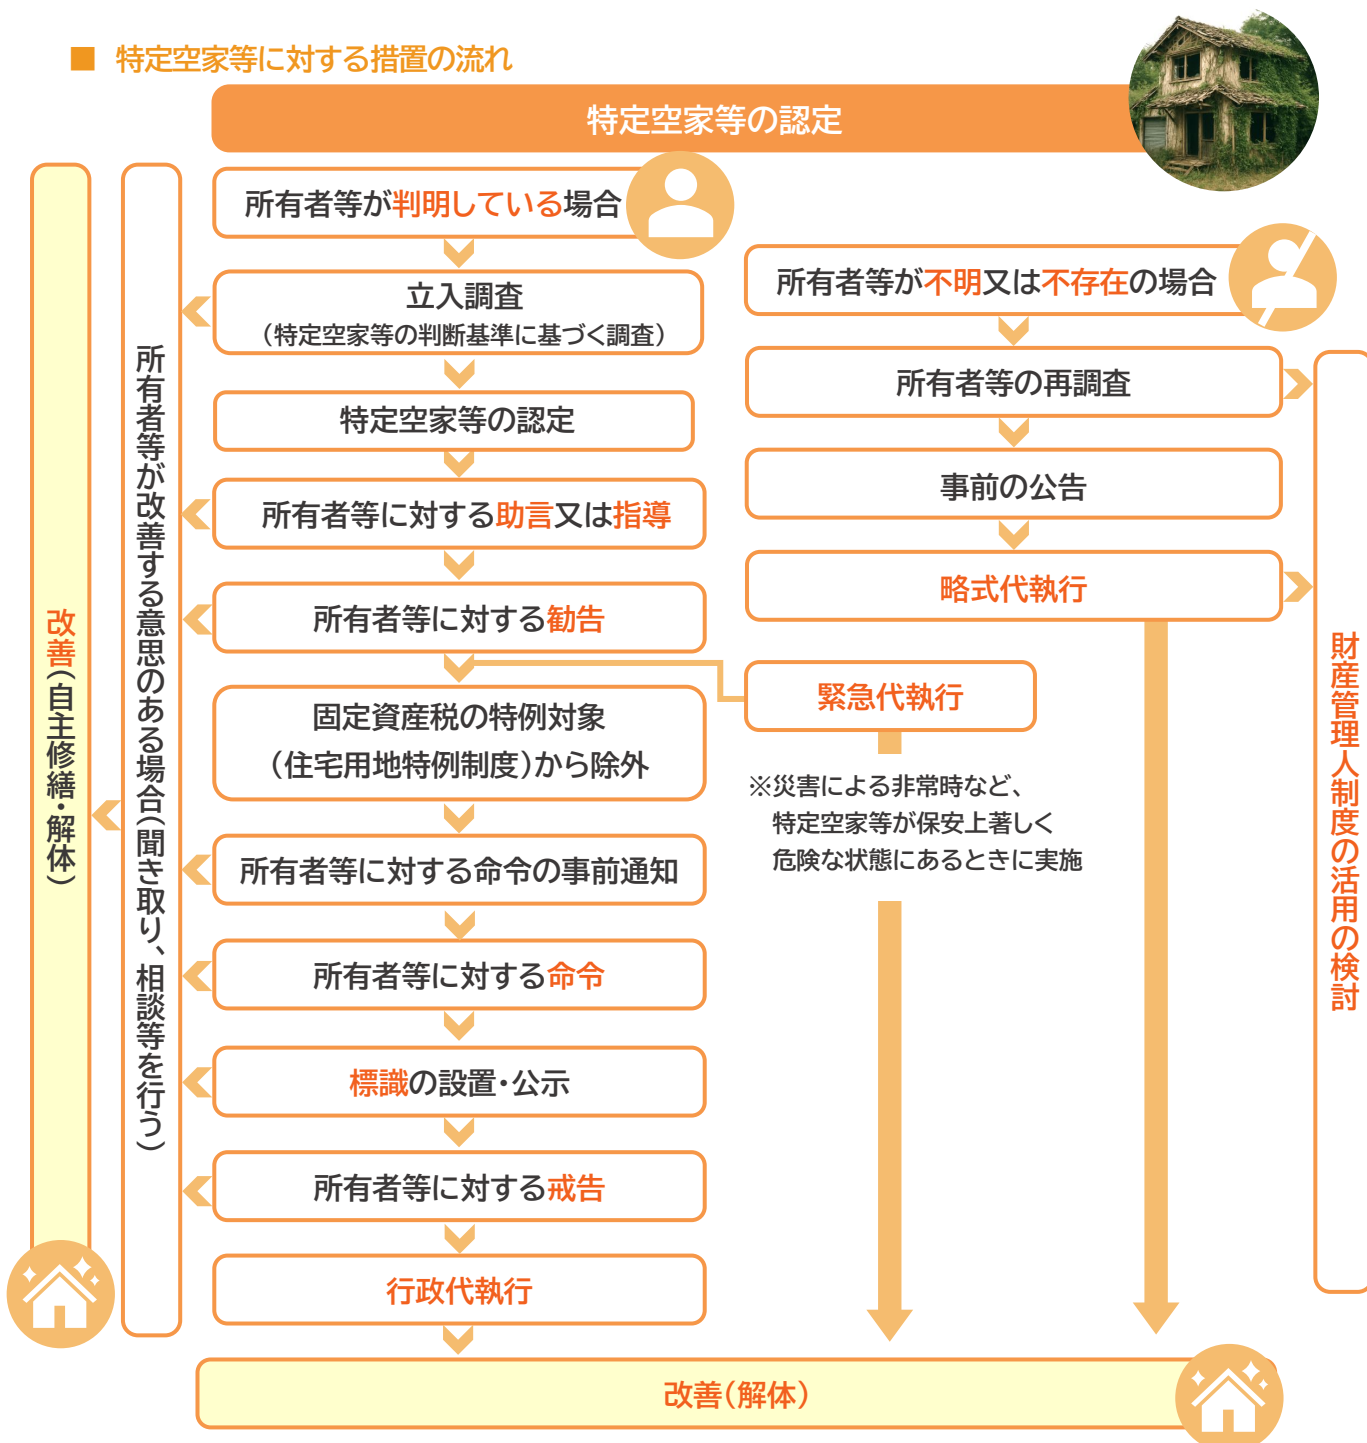 ■ 特定空家等に対する措置の流れ
特定空家等の認定
所有者等が判明している場合
立入調査
（特定空家等の判断基準に基づく調査）
特定空家等の認定
所有者等に対する助言又は指導
所有者等に対する勧告
固定資産税の特例対象
（住宅用地特例制度）から除外
所有者等に対する命令の事前通知
所有者等に対する命令
標識の設置・公示
所有者等に対する戒告
行政代執行
所有者等が不明又は不存在の場合
所有者等の再調査
事前の公告
略式代執行
緊急代執行
※災害による非常時など、
特定空家等が保安上著しく
危険な状態にあるときに実施
財産管理人制度の活用の検討
所有者等が改善する意思のある場合（聞き取り、相談等を行う）
改善（自主修繕・解体）
改善（解体）